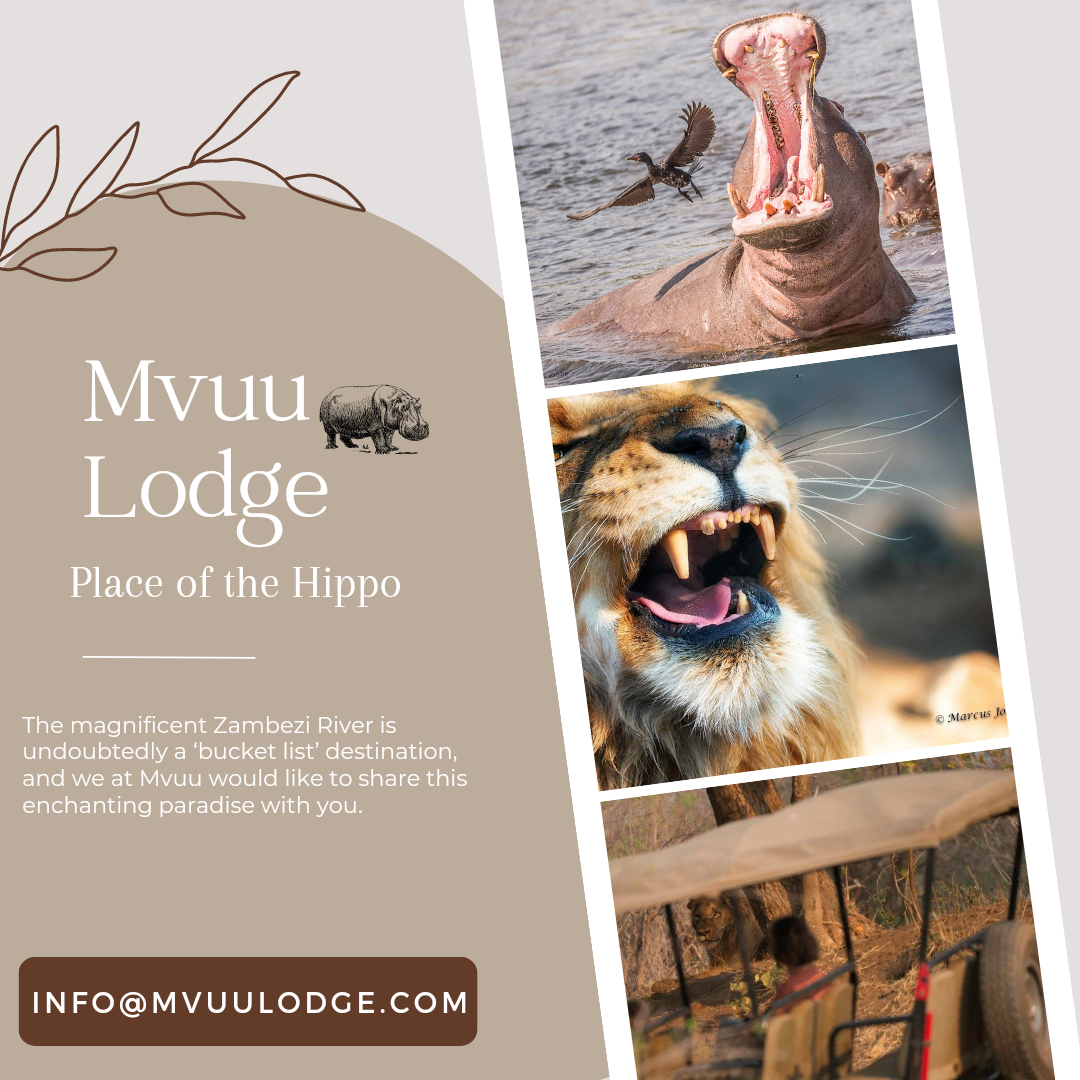 Mvuu
Lodge
Place of the Hippo
The magnificent Zambezi River is
undoubtedly a ‘bucket list’ destination,
and we at Mvuu would like to share this
enchanting paradise with you.
INFO@MVUULODGE.COM
© Marcus